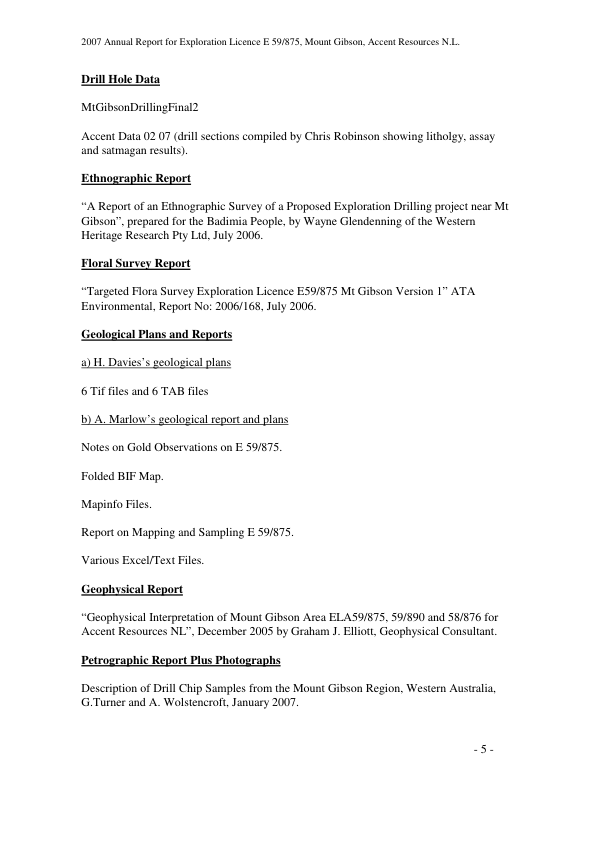 2007 Annual Report for Exploration Licence E 59/875, Mount Gibson, Accent Resources N.L.
Drill Hole Data
MtGibsonDrillingFinal2
Accent Data 02 07 (drill sections compiled by Chris Robinson showing litholgy, assay
and satmagan results).
Ethnographic Report
“A Report of an Ethnographic Survey of a Proposed Exploration Drilling project near Mt
Gibson”, prepared for the Badimia People, by Wayne Glendenning of the Western
Heritage Research Pty Ltd, July 2006.
Floral Survey Report
“Targeted Flora Survey Exploration Licence E59/875 Mt Gibson Version 1” ATA
Environmental, Report No: 2006/168, July 2006.
Geological Plans and Reports
a) H. Davies’s geological plans
6 Tif files and 6 TAB files
b) A. Marlow’s geological report and plans
Notes on Gold Observations on E 59/875.
Folded BIF Map.
Mapinfo Files.
Report on Mapping and Sampling E 59/875.
Various Excel/Text Files.
Geophysical Report
“Geophysical Interpretation of Mount Gibson Area ELA59/875, 59/890 and 58/876 for
Accent Resources NL”, December 2005 by Graham J. Elliott, Geophysical Consultant.
Petrographic Report Plus Photographs
Description of Drill Chip Samples from the Mount Gibson Region, Western Australia,
G.Turner and A. Wolstencroft, January 2007.
- 5 -